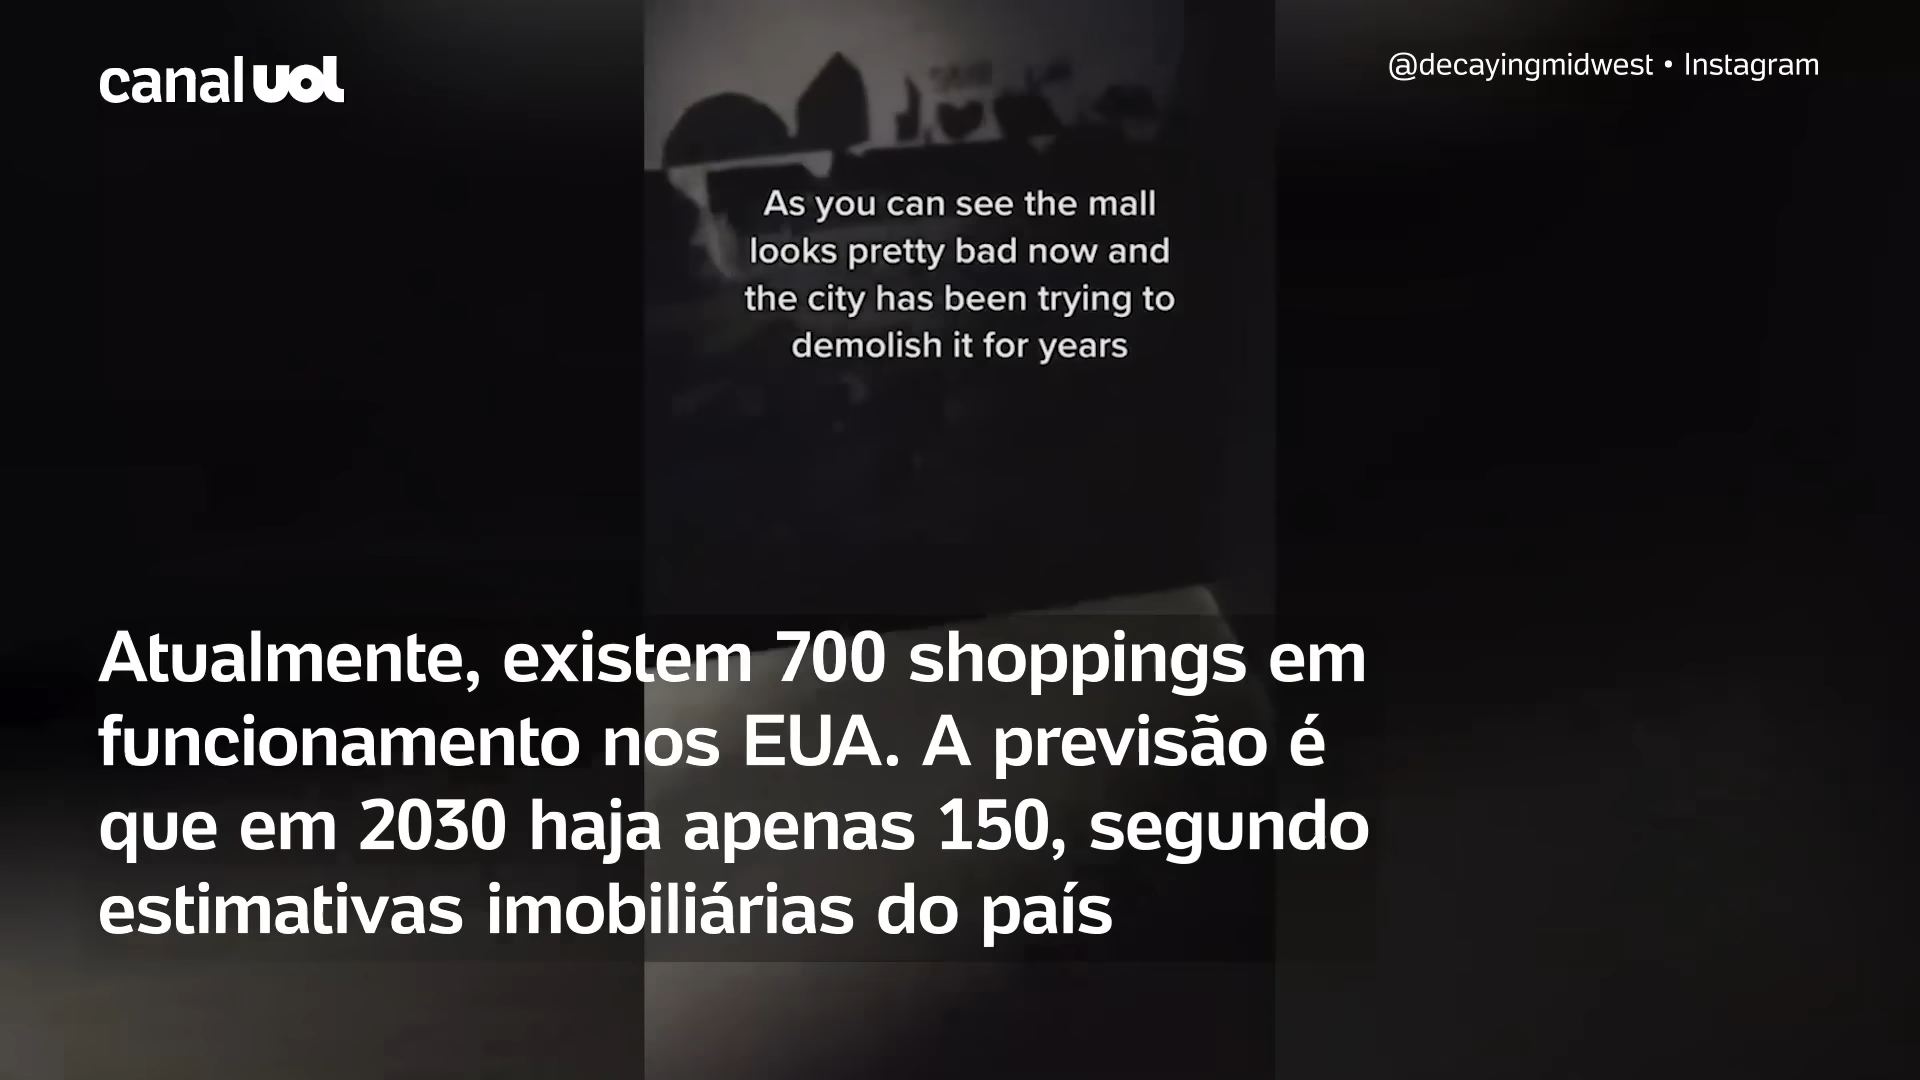 canal uol
@decayingmidwest • Instagram
As you can see the mall
looks pretty bad now and
the city has been trying to
demolish it for years
Atualmente, existem 700 shoppings em
funcionamento nos EUA. A previsão é
que em 2030 haja apenas 150, segundo
estimativas imobiliárias do país